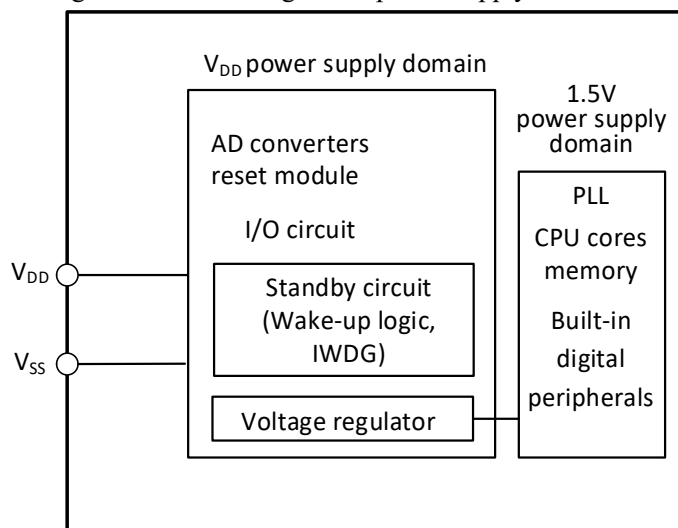 V_DD power supply domain
1.5V
power supply
domain
AD converters
reset module
I/O circuit
PLL
CPU cores
memory
V_DD
Standby circuit
(Wake-up logic,
IWDG)
Built-in
digital
peripherals
V_SS
Voltage regulator